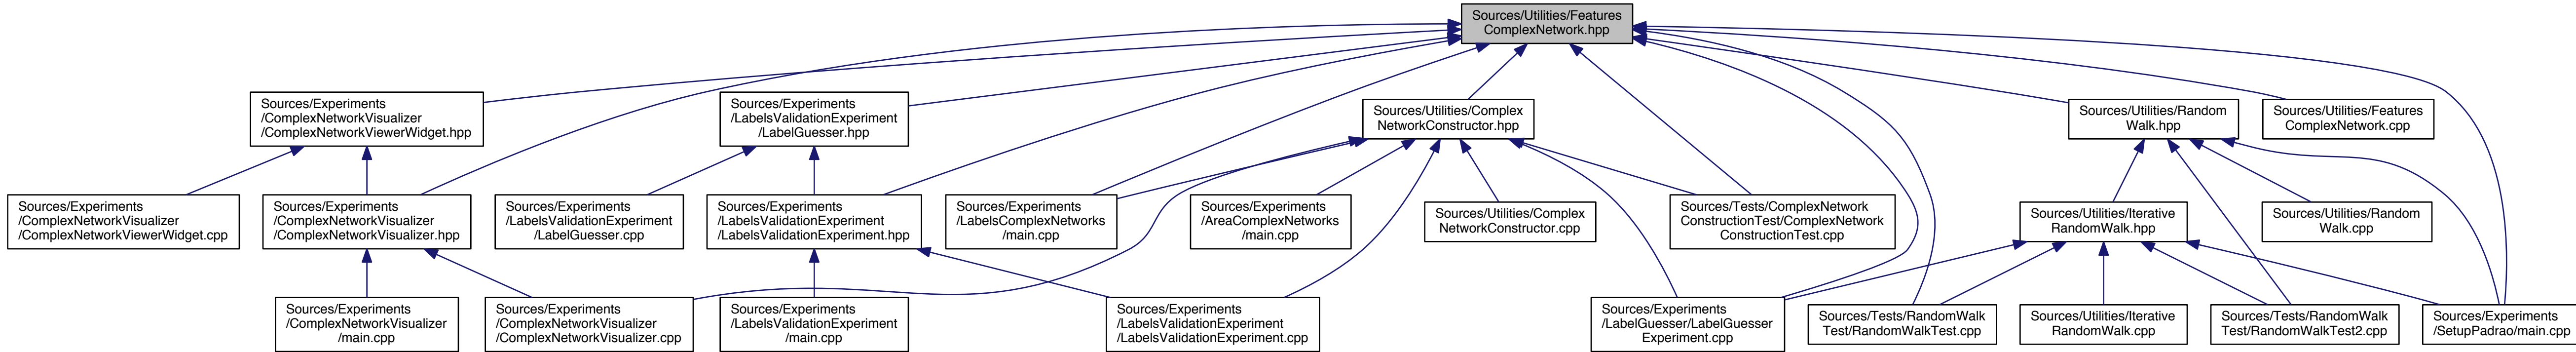 Sources/Utilities/Features
ComplexNetwork.hpp
Sources/Experiments
/ComplexNetworkVisualizer
/ComplexNetworkViewerWidget.hpp
Sources/Experiments
/LabelsValidationExperiment
/LabelGuesser.hpp
Sources/Utilities/Complex
NetworkConstructor.hpp
Sources/Utilities/Random
Walk.hpp
Sources/Utilities/Features
ComplexNetwork.cpp
Sources/Experiments
/ComplexNetworkVisualizer
/ComplexNetworkViewerWidget.cpp
Sources/Experiments
/ComplexNetworkVisualizer
/ComplexNetworkVisualizer.hpp
Sources/Experiments
/LabelsValidationExperiment
/LabelGuesser.cpp
Sources/Experiments
/LabelsValidationExperiment
/LabelsValidationExperiment.hpp
Sources/Experiments
/LabelsComplexNetworks
/main.cpp
Sources/Experiments
/AreaComplexNetworks
/main.cpp
Sources/Utilities/Complex
NetworkConstructor.cpp
Sources/Tests/ComplexNetwork
ConstructionTest/ComplexNetwork
ConstructionTest.cpp
Sources/Utilities/Iterative
RandomWalk.hpp
Sources/Utilities/Random
Walk.cpp
Sources/Experiments
/ComplexNetworkVisualizer
/main.cpp
Sources/Experiments
/ComplexNetworkVisualizer
/ComplexNetworkVisualizer.cpp
Sources/Experiments
/LabelsValidationExperiment
/main.cpp
Sources/Experiments
/LabelsValidationExperiment
/LabelsValidationExperiment.cpp
Sources/Experiments
/LabelGuesser/LabelGuesser
Experiment.cpp
Sources/Tests/RandomWalk
Test/RandomWalkTest.cpp
Sources/Utilities/Iterative
RandomWalk.cpp
Sources/Tests/RandomWalk
Test/RandomWalkTest2.cpp
Sources/Experiments
/SetupPadrao/main.cpp